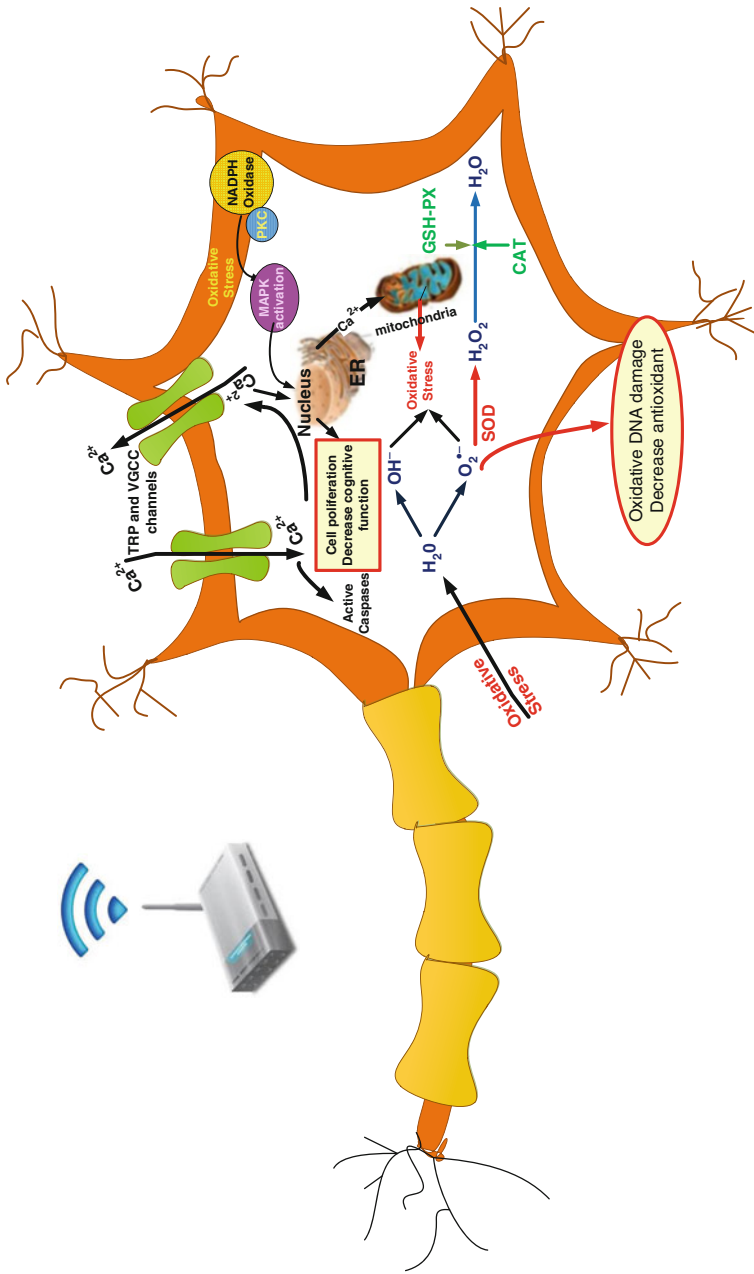 NADPH
Oxidase
PKC
Oxidative
Stress
MAPK
activation
Ca²⁺
Ca²⁺
TRP and VGCC
channels
Ca²⁺
Ca²⁺
Nucleus
ER
Ca²⁺
mitochondria
Cell poliferation
Decrease cognitive
function
Active
Caspases
Oxidative
Stress
GSH-PX
CAT
H₂O
H₂O₂
SOD
OH⁻
O₂•⁻
H₂0
Oxidative
Stress
Oxidative DNA damage
Decrease antioxidant